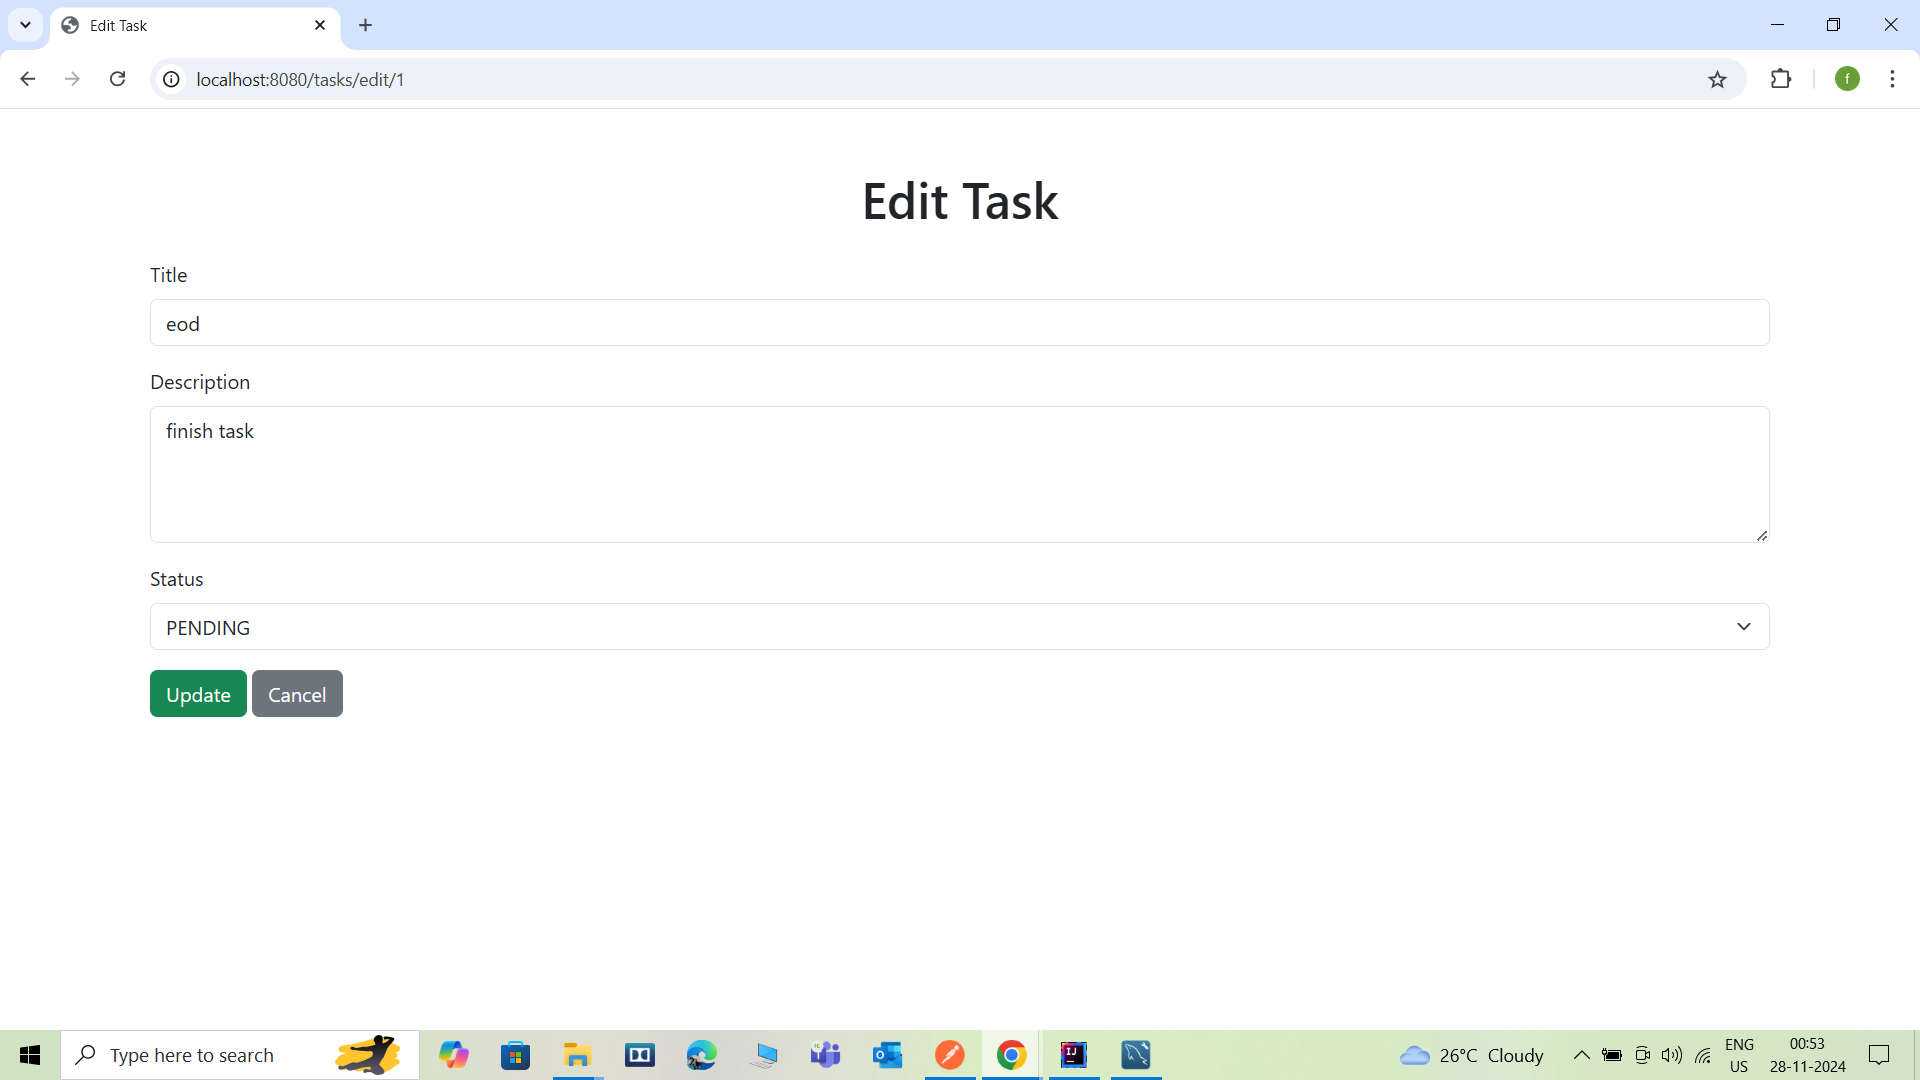 Edit Task
localhost:8080/tasks/edit/1
f
Edit Task
Title
eod
Description
finish task
Status
PENDING
Update Cancel
Type here to search
26°C Cloudy
ENG
US
00:53
28-11-2024